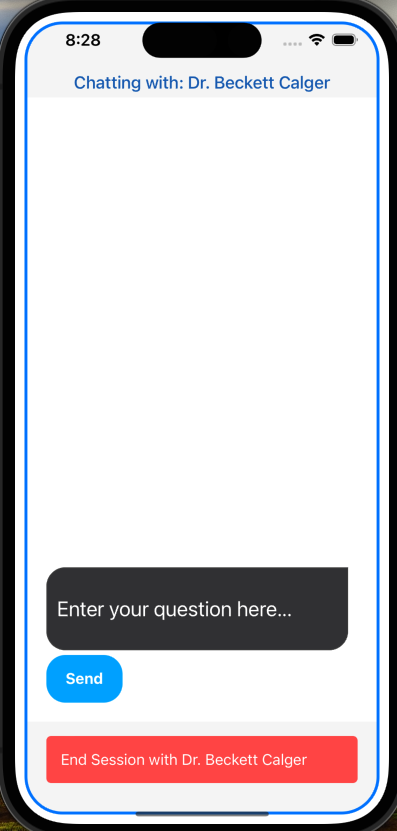 8:28
Chatting with: Dr. Beckett Calger
Enter your question here...
Send
End Session with Dr. Beckett Calger